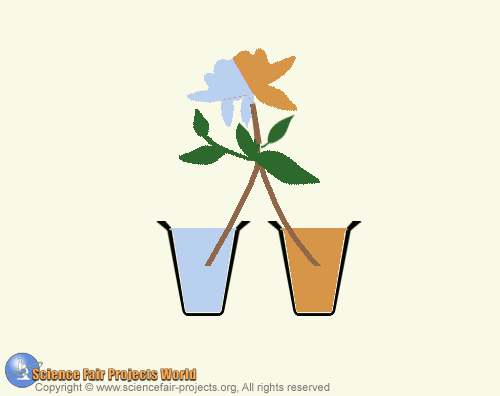 Science Fair Projects World
Copyright © www.sciencefair-projects.org, All rights reserved